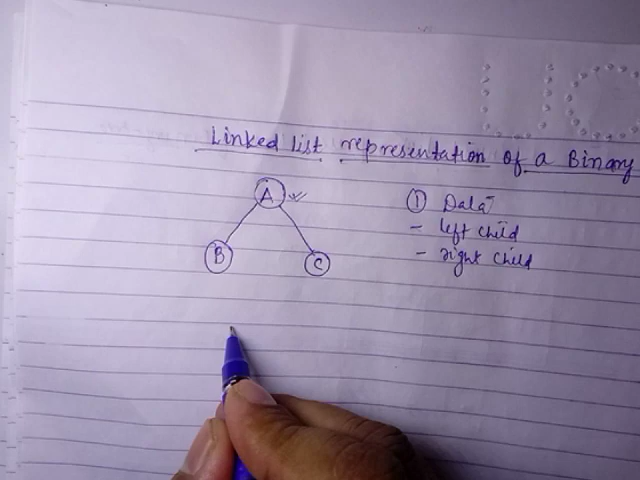 Linked list representation of a Binary
A
B
C
① Data
- left child
- right child